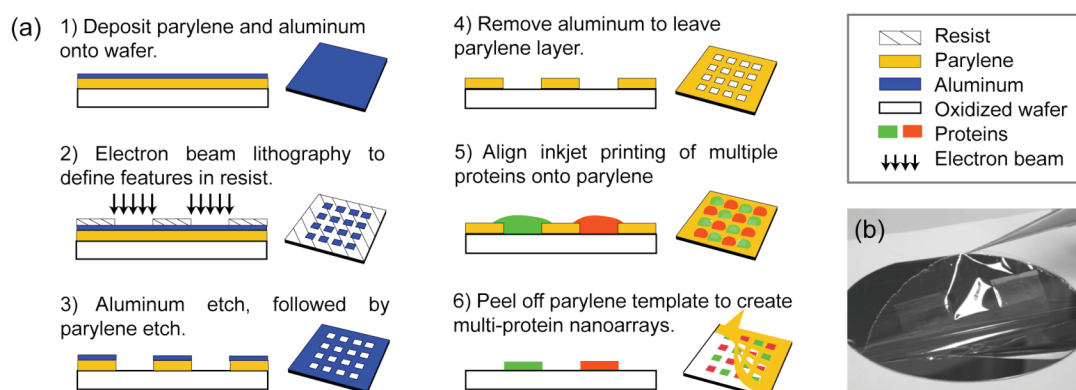 (a)
1) Deposit parylene and aluminum
onto wafer.
2) Electron beam lithography to
define features in resist.
3) Aluminum etch, followed by
parylene etch.
4) Remove aluminum to leave
parylene layer.
5) Align inkjet printing of multiple
proteins onto parylene
6) Peel off parylene template to create
multi-protein nanoarrays.
Resist
Parylene
Aluminum
Oxidized wafer
Proteins
Electron beam
(b)